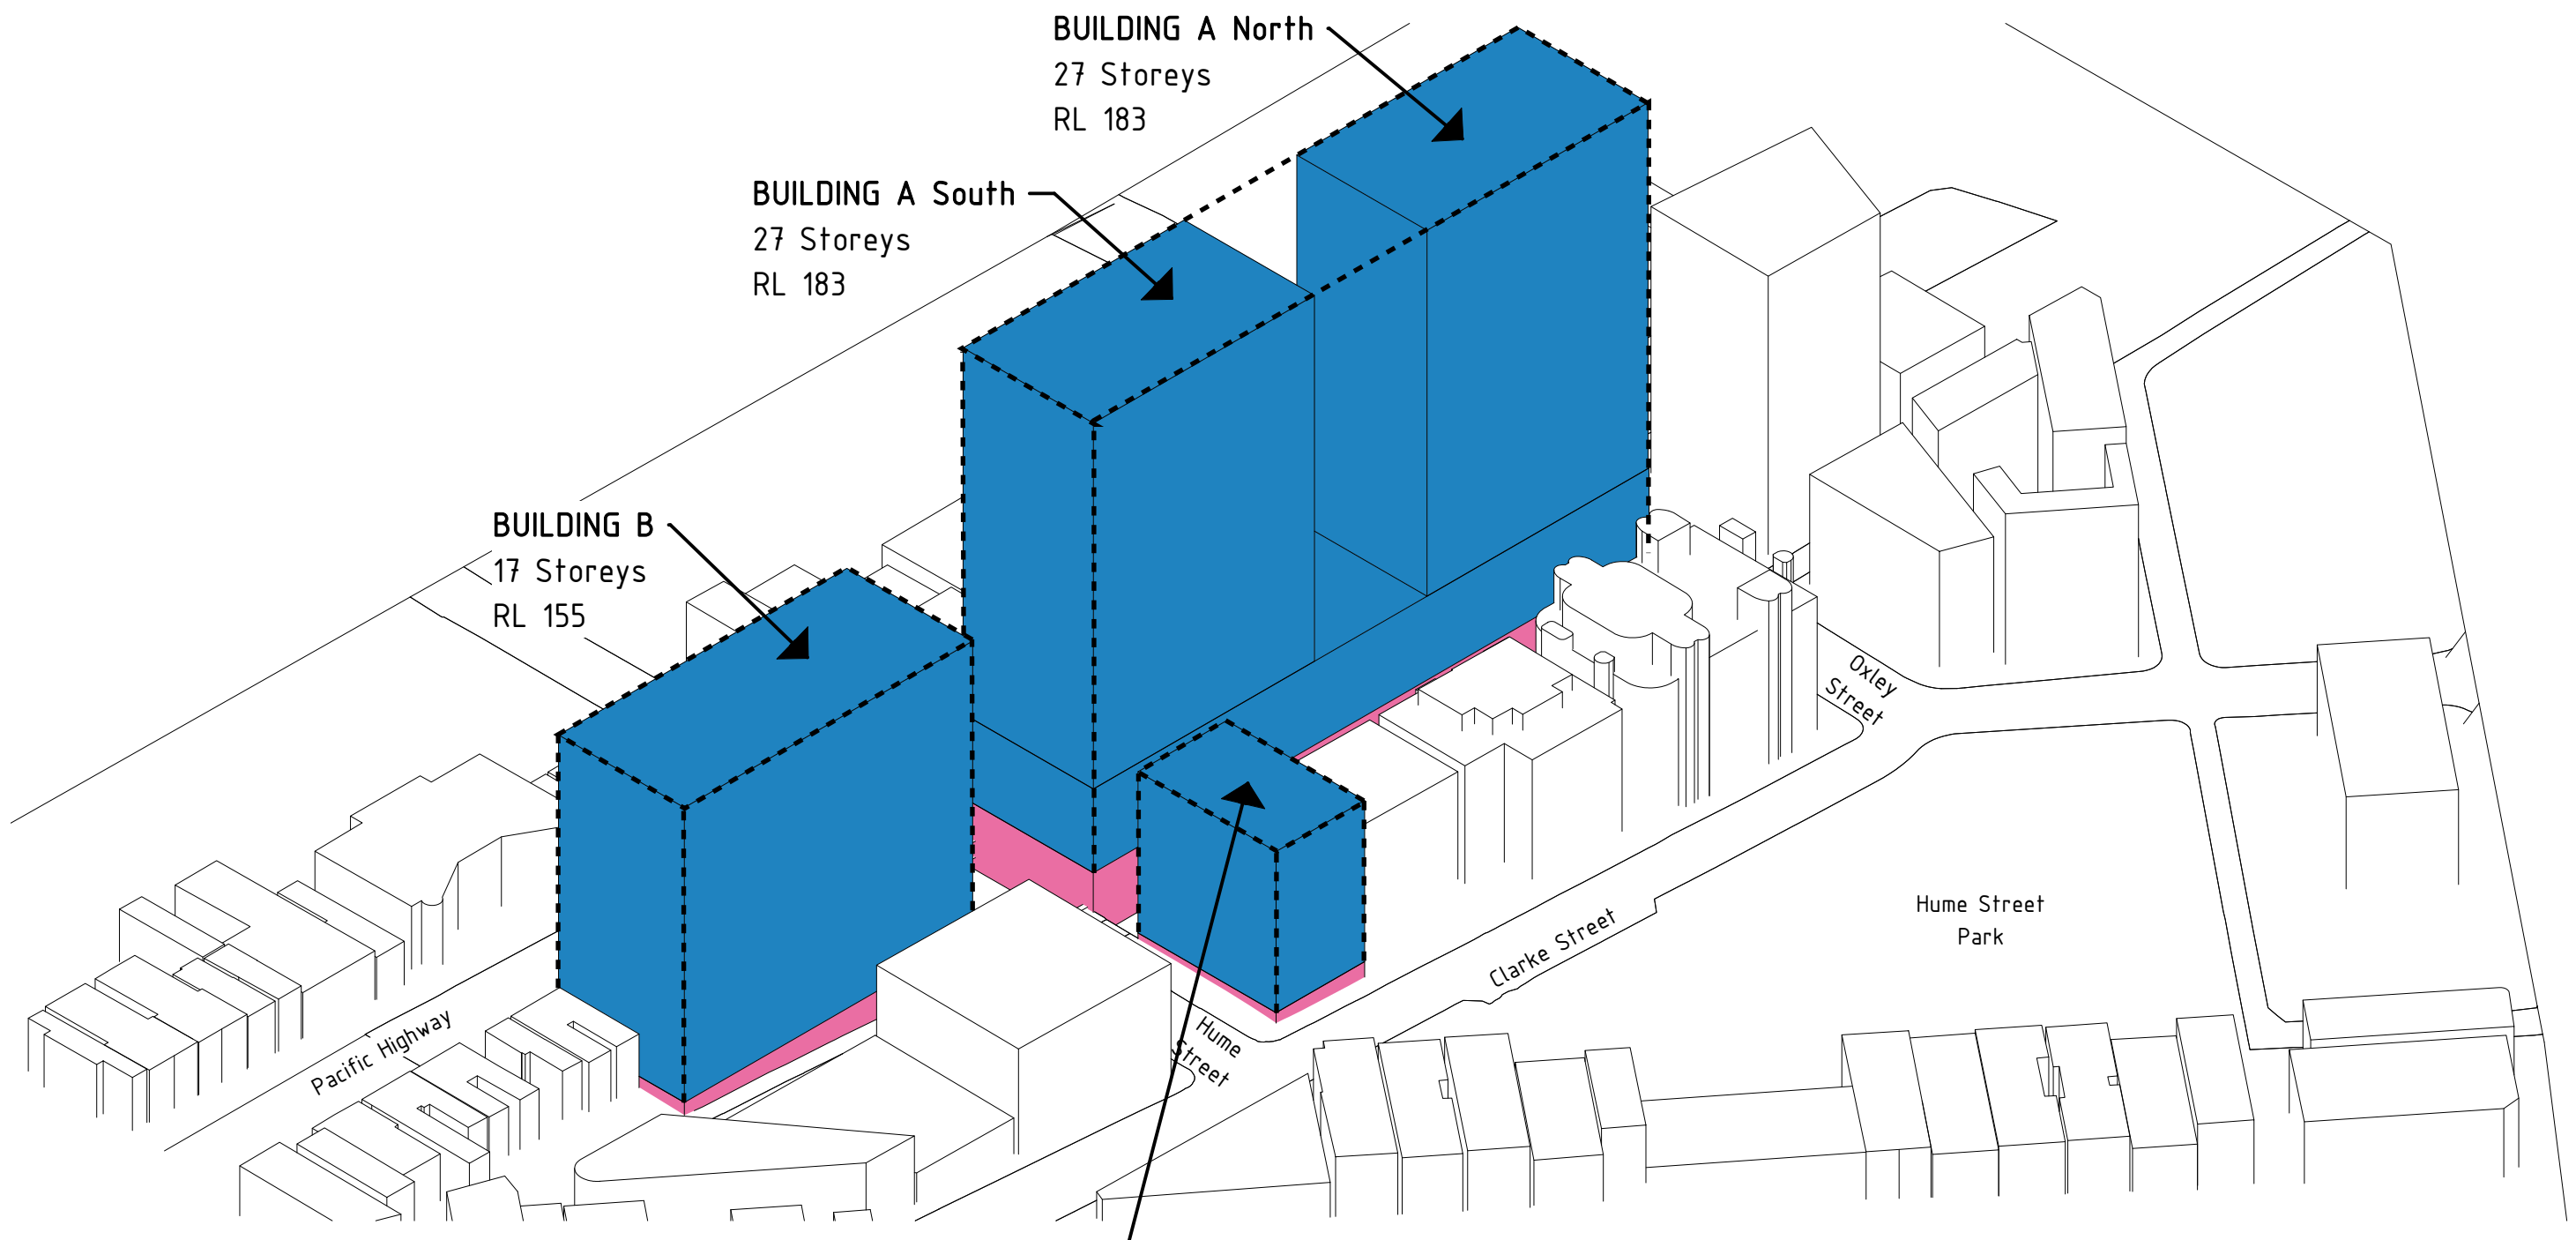 BUILDING A North
27 Storeys
RL 183
BUILDING A South
27 Storeys
RL 183
BUILDING B
17 Storeys
RL 155
Oxley
Street
Hume Street
Park
Clarke Street
Hume
Street
Pacific Highway